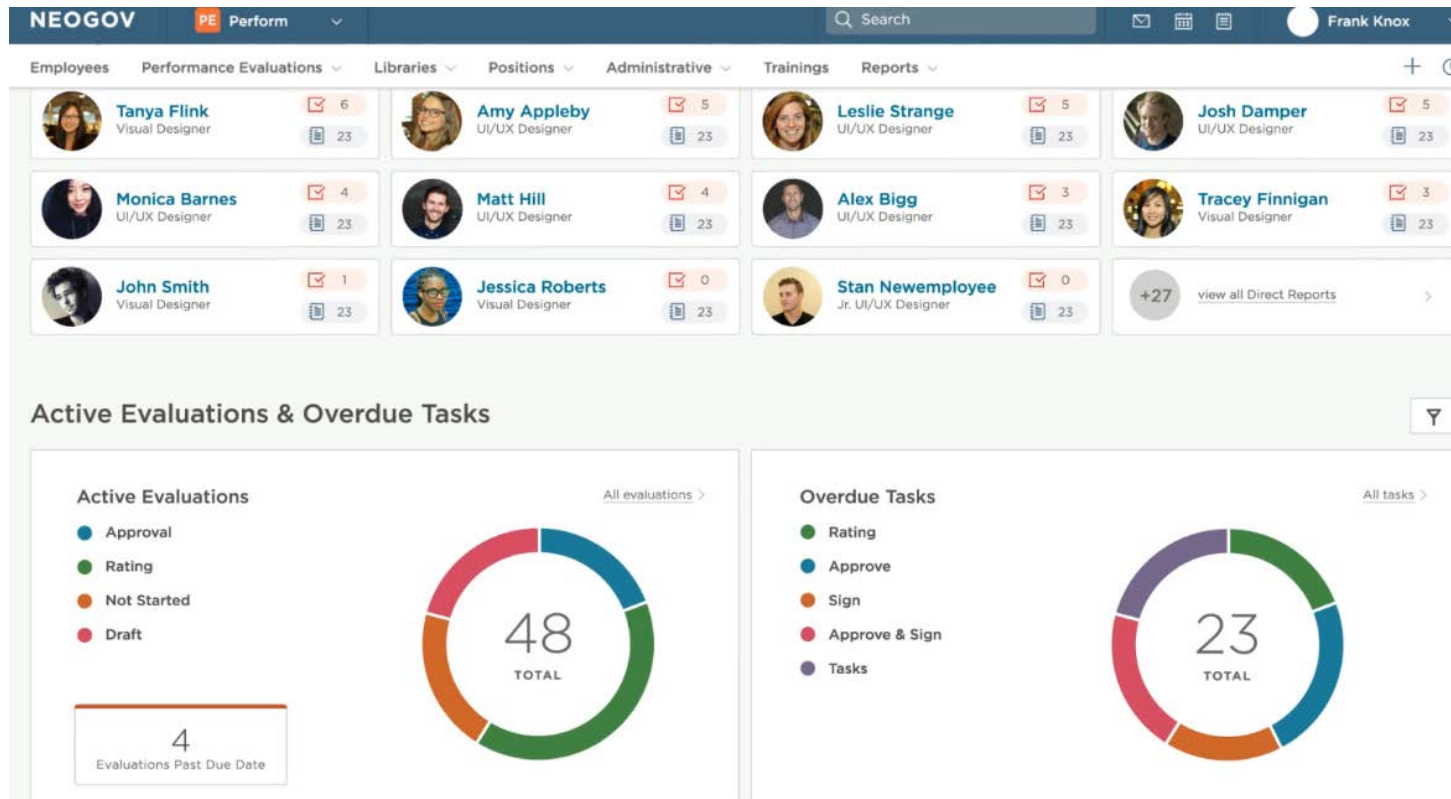 NEOGOV PE Perform Search Frank Knox
Employees Performance Evaluations Libraries Positions Administrative Trainings Reports
Tanya Flink 6 Amy Appleby 5 Leslie Strange 5 Josh Damper 5
Visual Designer 23 UI/UX Designer 23 UI/UX Designer 23 UI/UX Designer 23
Monica Barnes 4 Matt Hill 4 Alex Bigg 3 Tracey Finnigan 3
UI/UX Designer 23 UI/UX Designer 23 UI/UX Designer 23 Visual Designer 23
John Smith 1 Jessica Roberts 0 Stan Newemployee 0 +27 view all Direct Reports
Visual Designer 23 Visual Designer 23 Jr. UI/UX Designer 23
Active Evaluations & Overdue Tasks
Active Evaluations
All evaluations
Approval
Rating
Not Started
Draft
48
TOTAL
4
Evaluations Past Due Date
Overdue Tasks
All tasks
Rating
Approve
Sign
Approve & Sign
Tasks
23
TOTAL